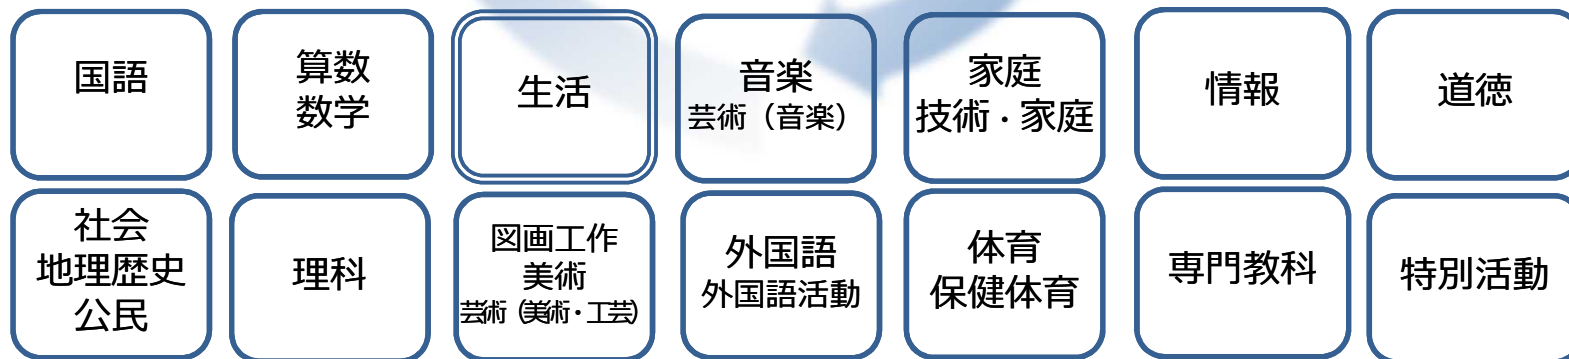 国語
算数
数学
生活
音楽
芸術（音楽）
家庭
技術・家庭
情報
道徳
社会
地理歴史
公民
理科
図画工作
美術
芸術（美術・工芸）
外国語
外国語活動
体育
保健体育
専門教科
特別活動